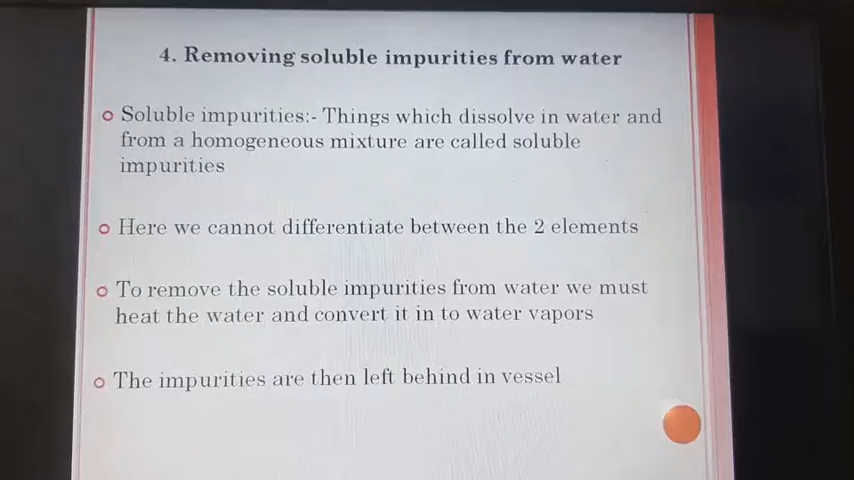 4. Removing soluble impurities from water
Soluble impurities:- Things which dissolve in water and
from a homogeneous mixture are called soluble
impurities
Here we cannot differentiate between the 2 elements
To remove the soluble impurities from water we must
heat the water and convert it in to water vapors
The impurities are then left behind in vessel